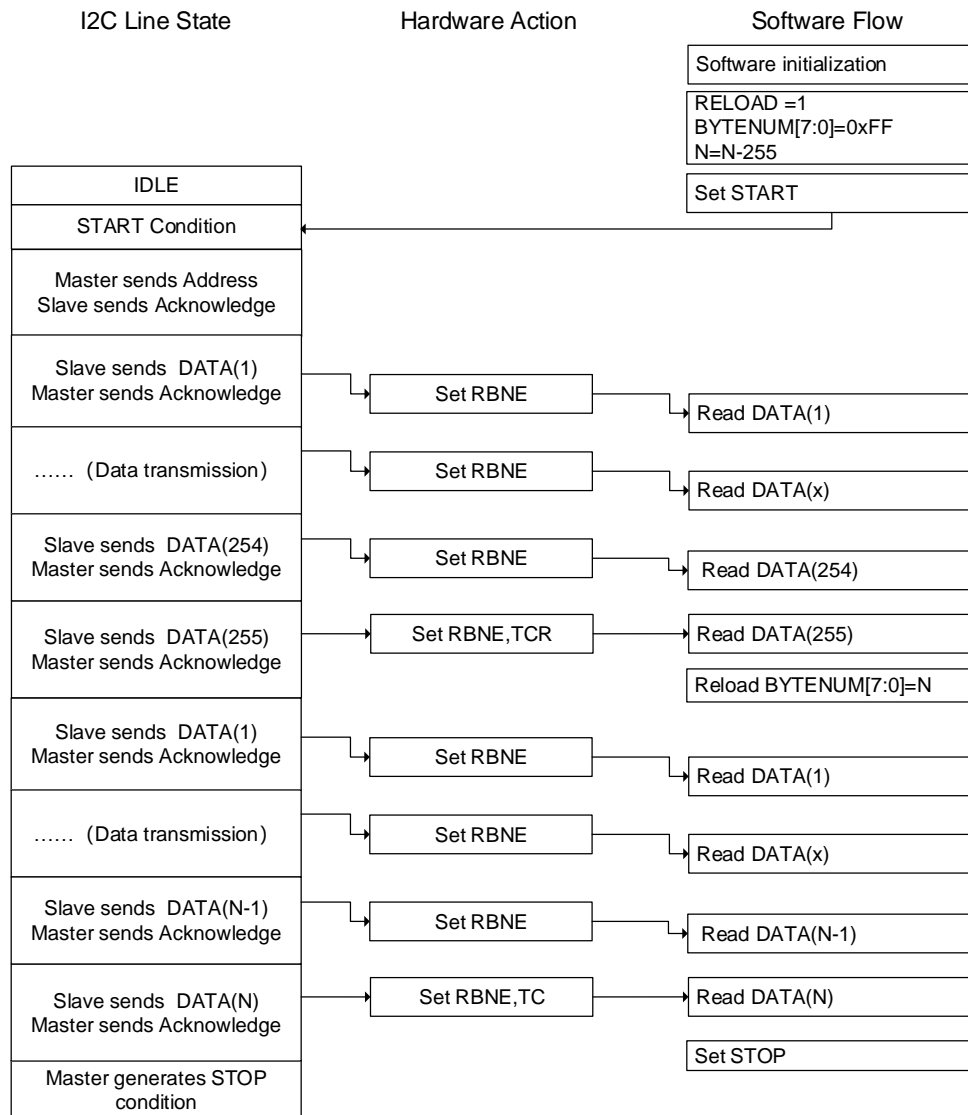 I2C Line State
Hardware Action
Software Flow
Software initialization
RELOAD =1
BYTENUM[7:0]=0xFF
N=N-255
IDLE
Set START
START Condition
Master sends Address
Slave sends Acknowledge
Slave sends DATA(1)
Master sends Acknowledge
Set RBNE
Read DATA(1)
...... (Data transmission)
Set RBNE
Read DATA(x)
Slave sends DATA(254)
Master sends Acknowledge
Set RBNE
Read DATA(254)
Slave sends DATA(255)
Master sends Acknowledge
Set RBNE,TCR
Read DATA(255)
Reload BYTENUM[7:0]=N
Slave sends DATA(1)
Master sends Acknowledge
Set RBNE
Read DATA(1)
...... (Data transmission)
Set RBNE
Read DATA(x)
Slave sends DATA(N-1)
Master sends Acknowledge
Set RBNE
Read DATA(N-1)
Slave sends DATA(N)
Master sends Acknowledge
Set RBNE,TC
Read DATA(N)
Set STOP
Master generates STOP
condition